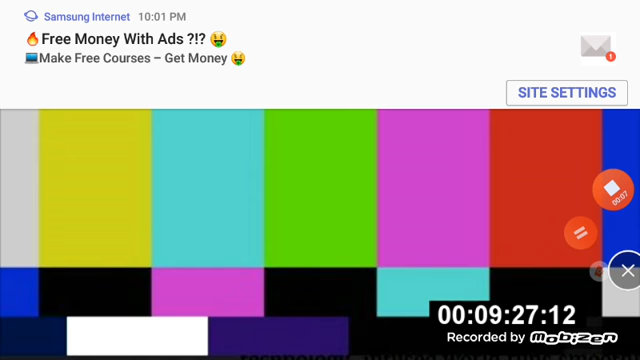 Samsung Internet 10:01 PM
🔥Free Money With Ads ?!? 🤑
💻Make Free Courses – Get Money 🤑
1
SITE SETTINGS
00:07
00:09:27:12
Recorded by mobizen